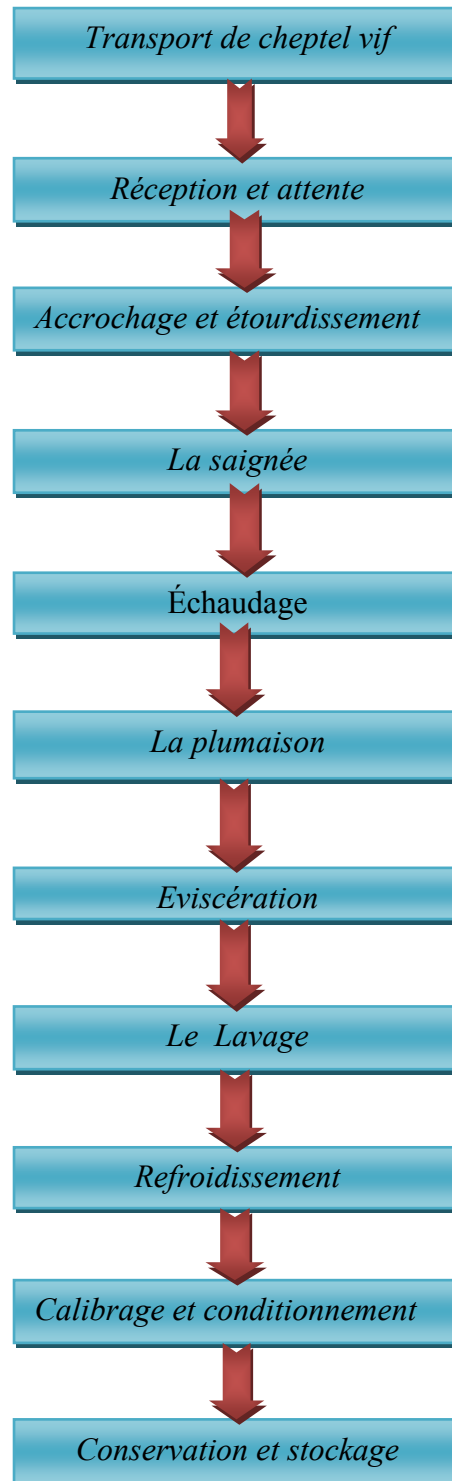 Transport de cheptel vif
Réception et attente
Accrochage et étourdissement
La saignée
Échaudage
La plumaison
Eviscération
Le Lavage
Refroidissement
Calibrage et conditionnement
Conservation et stockage